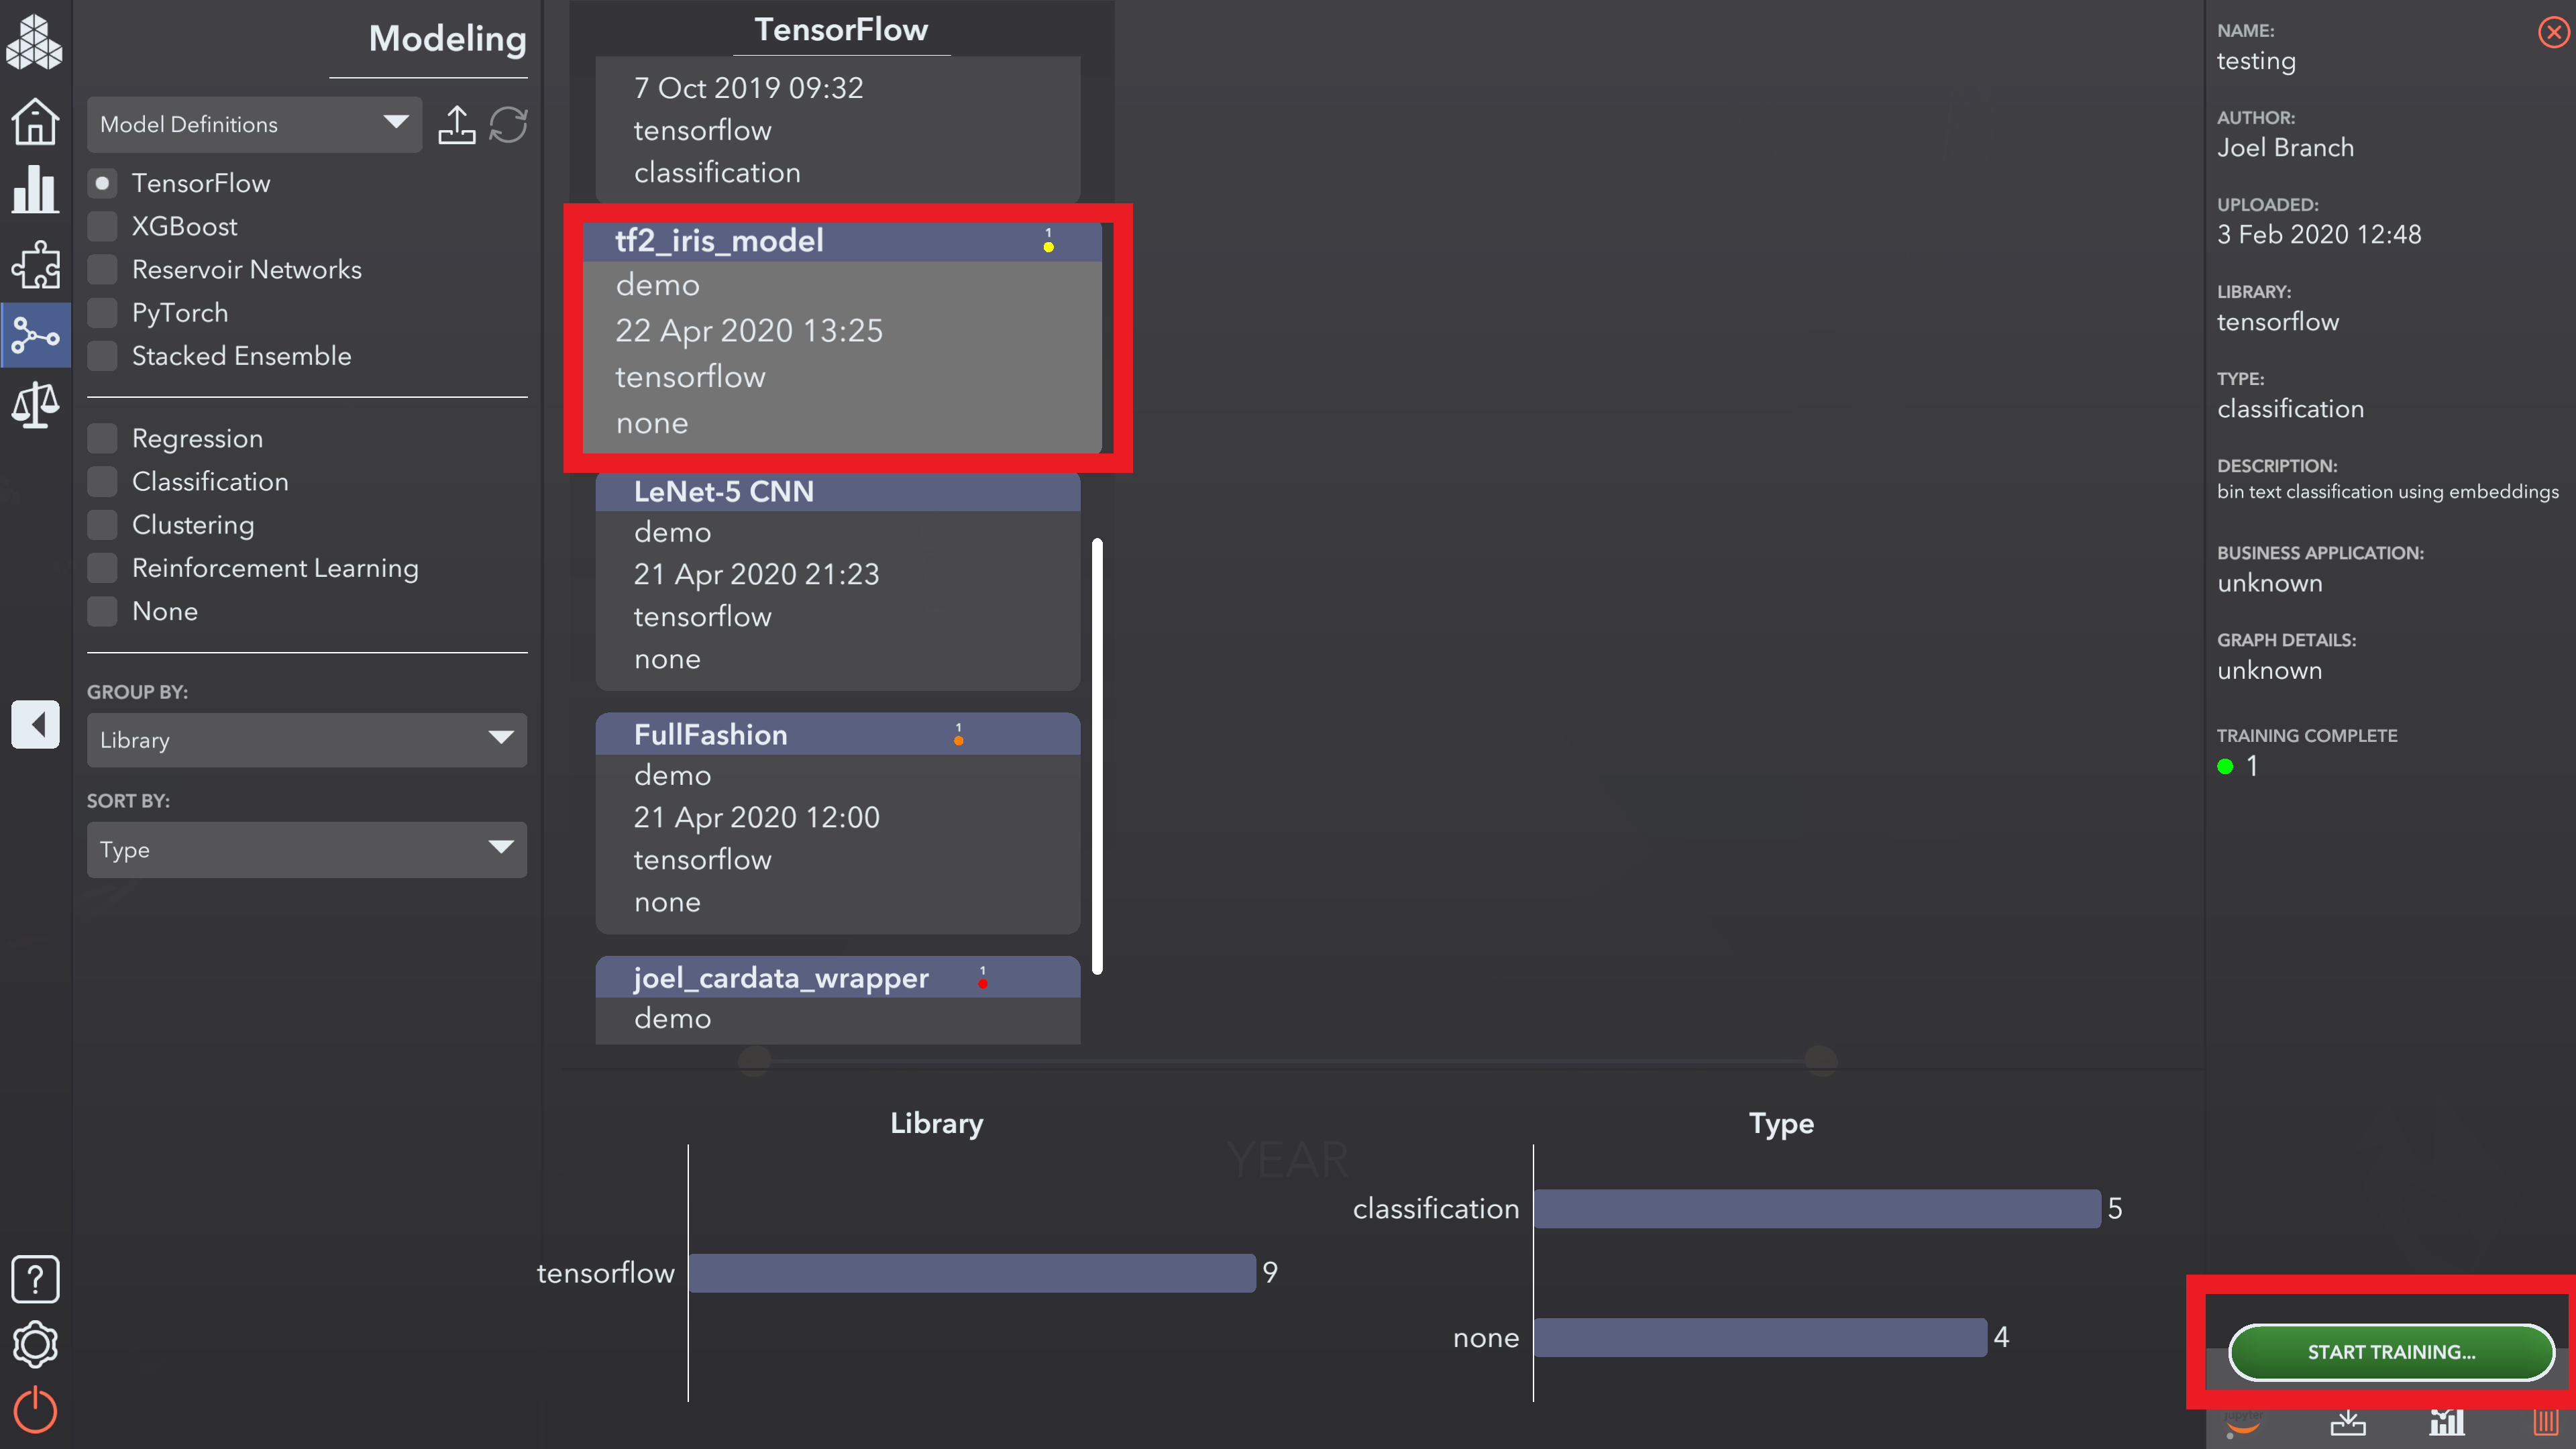 Modeling
Model Definitions
TensorFlow
XGBoost
Reservoir Networks
PyTorch
Stacked Ensemble
Regression
Classification
Clustering
Reinforcement Learning
None
GROUP BY:
Library
SORT BY:
Type
?
TensorFlow
7 Oct 2019 09:32
tensorflow
classification
tf2_iris_model 1
demo
22 Apr 2020 13:25
tensorflow
none
LeNet-5 CNN
demo
21 Apr 2020 21:23
tensorflow
none
FullFashion 1
demo
21 Apr 2020 12:00
tensorflow
none
joel_cardata_wrapper 1
demo
Library
tensorflow 9
YEAR
Type
classification 5
none 4
NAME:
testing
AUTHOR:
Joel Branch
UPLOADED:
3 Feb 2020 12:48
LIBRARY:
tensorflow
TYPE:
classification
DESCRIPTION:
bin text classification using embeddings
BUSINESS APPLICATION:
unknown
GRAPH DETAILS:
unknown
TRAINING COMPLETE
1
START TRAINING...
jupyter